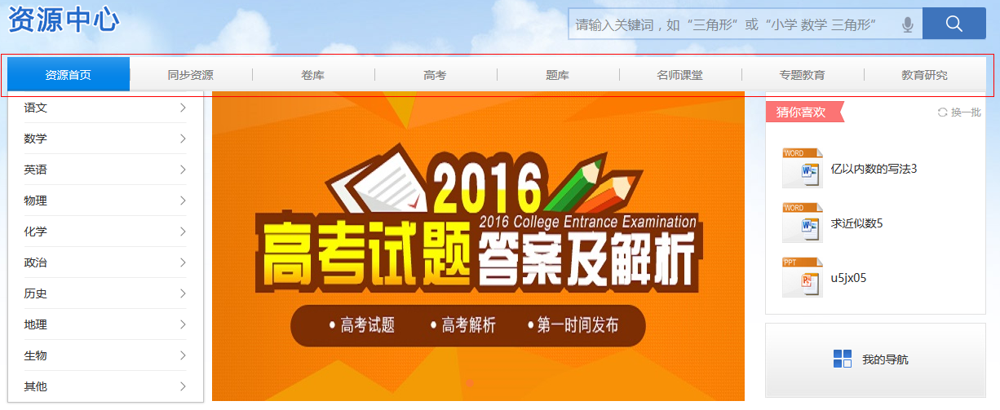 资源中心
请输入关键词，如“三角形”或“小学 数学 三角形”
资源首页 同步资源 卷库 高考 题库 名师课堂 专题教育 教育研究
语文
数学
英语
物理
化学
政治
历史
地理
生物
其他
2016
2016 College Entrance Examination
高考试题答案及解析
• 高考试题 • 高考解析 • 第一时间发布
猜你喜欢 换一批
WORD
亿以内数的写法3
WORD
求近似数5
PPT
u5jx05
我的导航